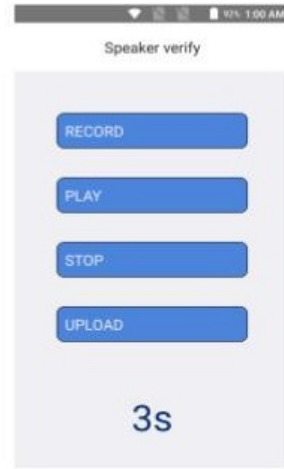 92% 1:00 AM
Speaker verify
RECORD
PLAY
STOP
UPLOAD
3s